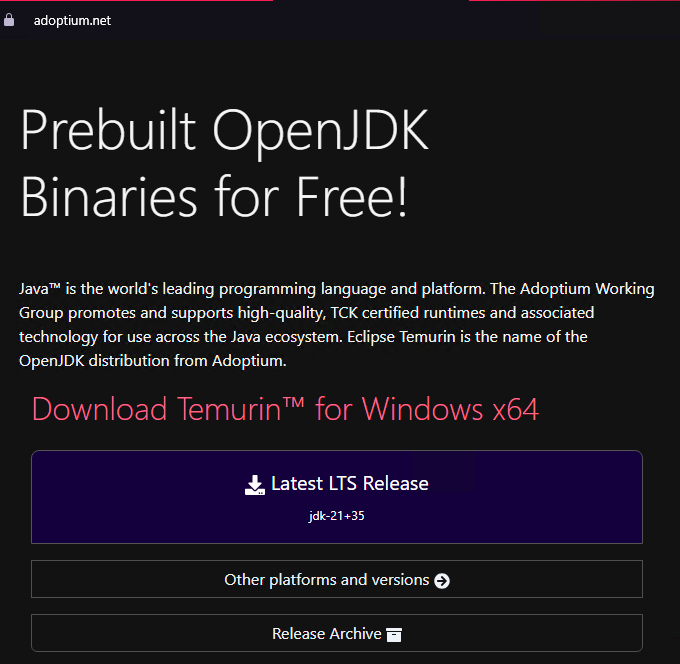 adoptium.net
Prebuilt OpenJDK
Binaries for Free!
Java™ is the world's leading programming language and platform. The Adoptium Working
Group promotes and supports high-quality, TCK certified runtimes and associated
technology for use across the Java ecosystem. Eclipse Temurin is the name of the
OpenJDK distribution from Adoptium.
Download Temurin™ for Windows x64
Latest LTS Release
jdk-21+35
Other platforms and versions
Release Archive